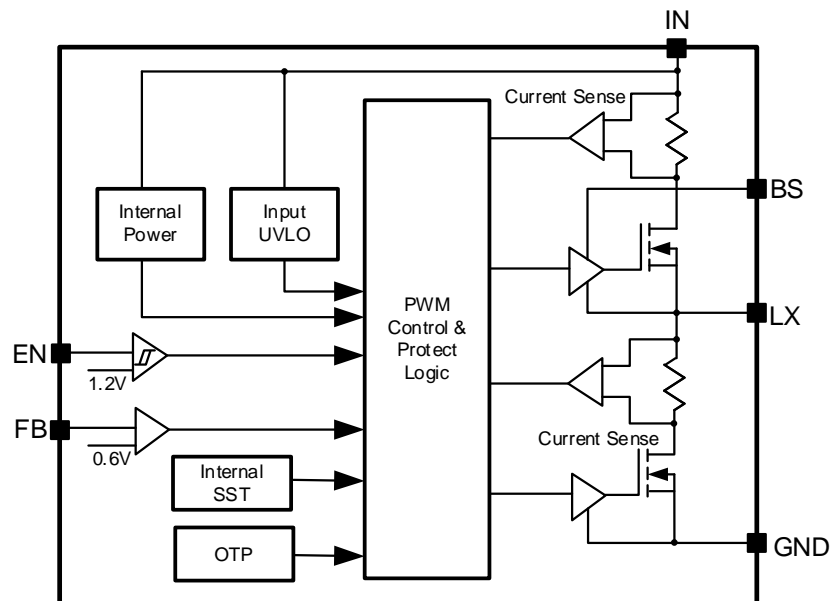 IN
Current Sense
BS
Internal
Power
Input
UVLO
PWM
Control &
Protect
Logic
LX
EN
1.2V
FB
0.6V
Current Sense
Internal
SST
OTP
GND